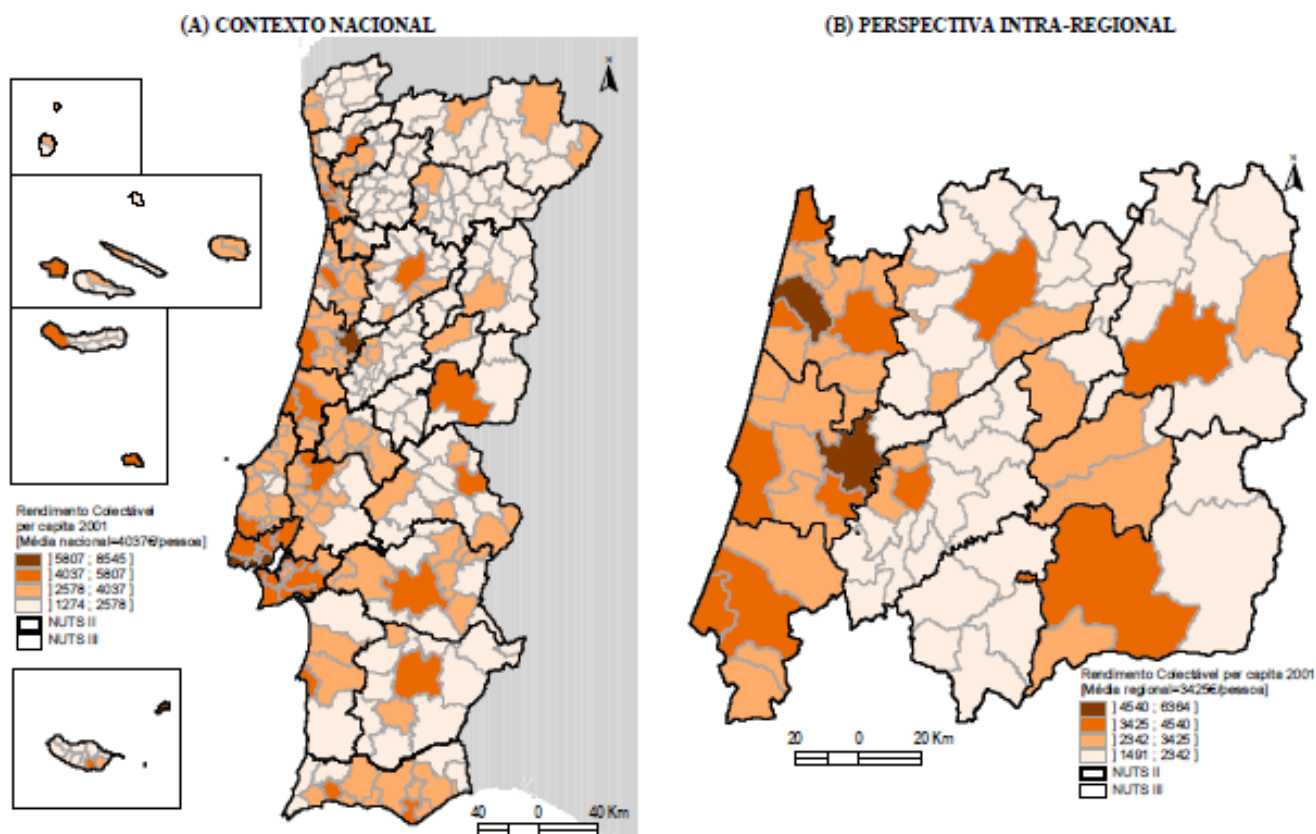 (A) CONTEXTO NACIONAL
(B) PERSPECTIVA INTRA-REGIONAL
N
N
Rendimento Colectável
per capita 2001
[Média nacional=4037€/pessoa]
] 5807 ; 8545 ]
] 4037 ; 5807 ]
] 2578 ; 4037 ]
] 1274 ; 2578 ]
NUTS II
NUTS III
40 0 40 Km
Rendimento Colectável per capita 2001
[Média regional=3425€/pessoa]
] 4540 ; 6364 ]
] 3425 ; 4540 ]
] 2342 ; 3425 ]
] 1491 ; 2342 ]
NUTS II
NUTS III
20 0 20 Km